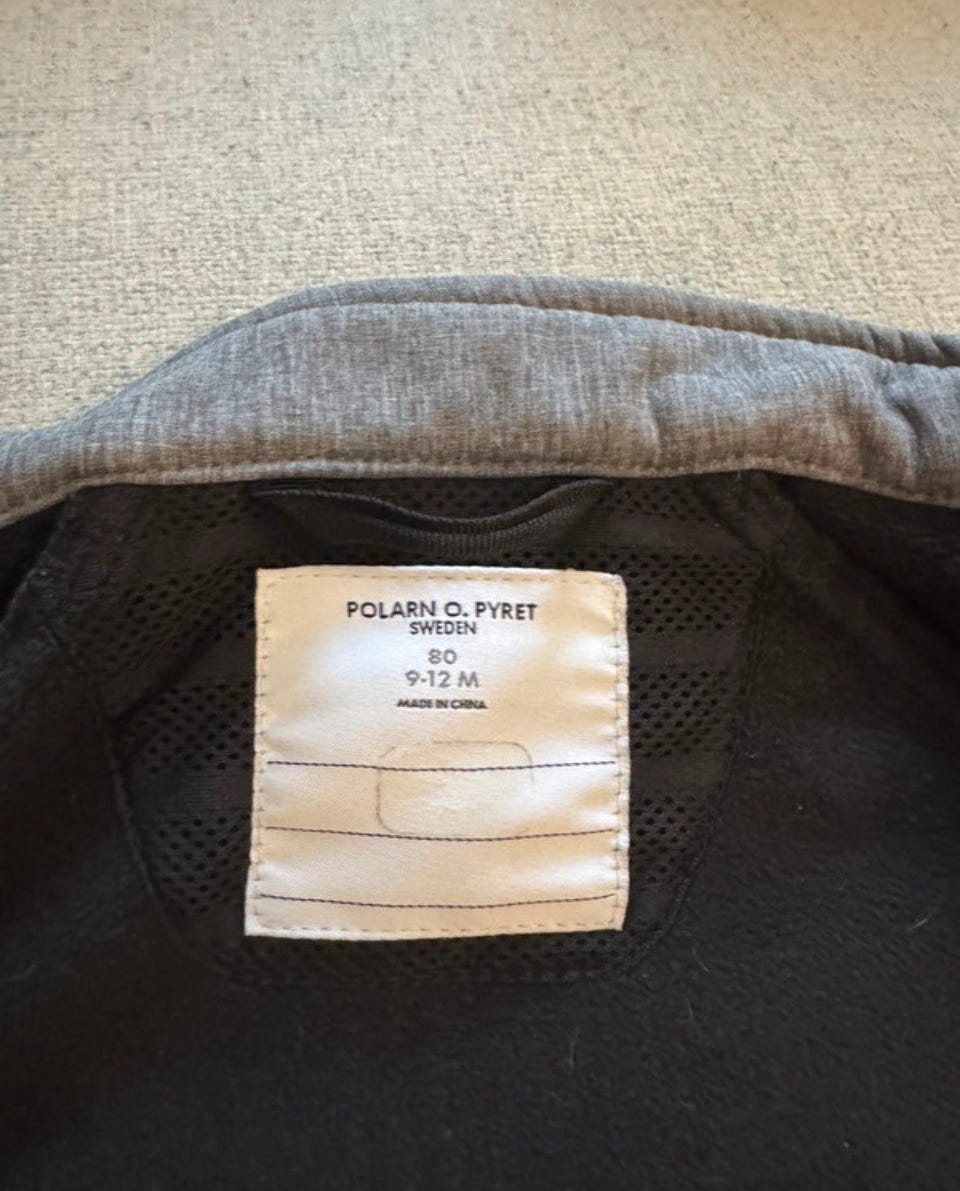 POLARN O. PYRET
SWEDEN
80
9-12 M
MADE IN CHINA